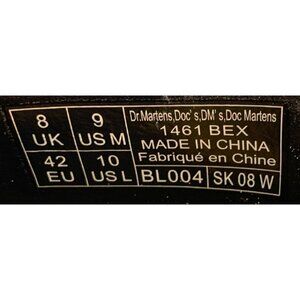 8 UK
9 US M
42 EU
10 US L
Dr.Martens,Doc's,DM's,Doc Martens
1461 BEX
MADE IN CHINA
Fabriqué en Chine
BL004
SK 08 W